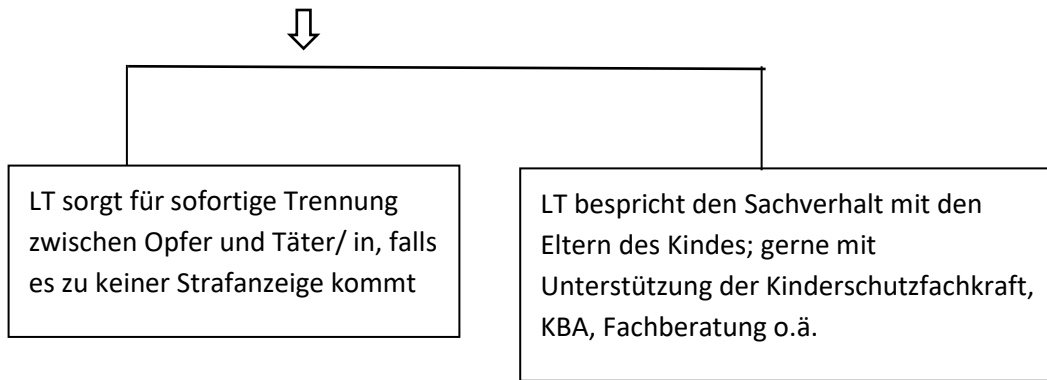 LT sorgt für sofortige Trennung
zwischen Opfer und Täter/ in, falls
es zu keiner Strafanzeige kommt
LT bespricht den Sachverhalt mit den
Eltern des Kindes; gerne mit
Unterstützung der Kinderschutzfachkraft,
KBA, Fachberatung o.ä.